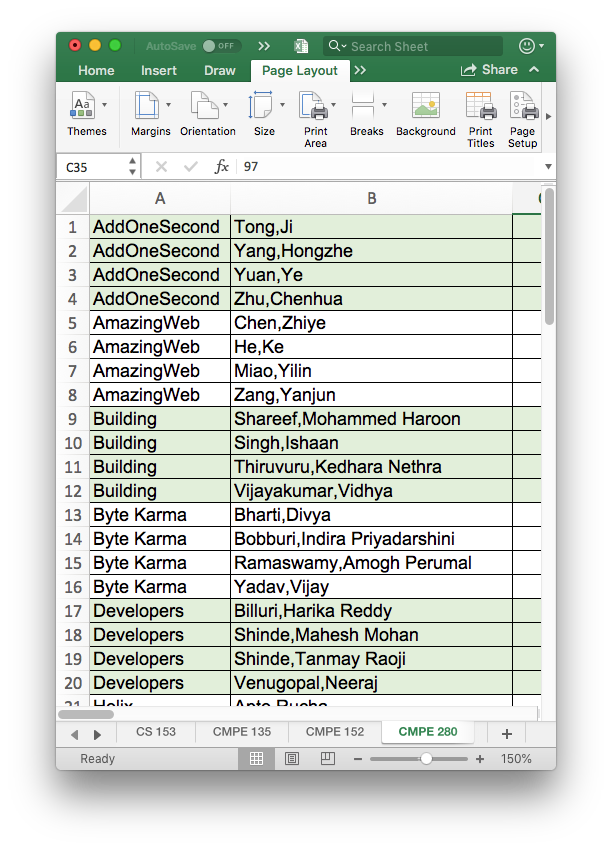 AutoSave OFF Search Sheet
Home Insert Draw Page Layout Share
Themes Margins Orientation Size Print Area Breaks Background Print Titles Page Setup
C35 fx 97
A B
1 AddOneSecond Tong,Ji
2 AddOneSecond Yang,Hongzhe
3 AddOneSecond Yuan,Ye
4 AddOneSecond Zhu,Chenhua
5 AmazingWeb Chen,Zhiye
6 AmazingWeb He,Ke
7 AmazingWeb Miao,Yilin
8 AmazingWeb Zang,Yanjun
9 Building Shareef,Mohammed Haroon
10 Building Singh,Ishaan
11 Building Thiruvuru,Kedhara Nethra
12 Building Vijayakumar,Vidhya
13 Byte Karma Bharti,Divya
14 Byte Karma Bobburi,Indira Priyadarshini
15 Byte Karma Ramaswamy,Amogh Perumal
16 Byte Karma Yadav,Vijay
17 Developers Billuri,Harika Reddy
18 Developers Shinde,Mahesh Mohan
19 Developers Shinde,Tanmay Raoji
20 Developers Venugopal,Neeraj
21 Helix
CS 153 CMPE 135 CMPE 152 CMPE 280 +
Ready 150%